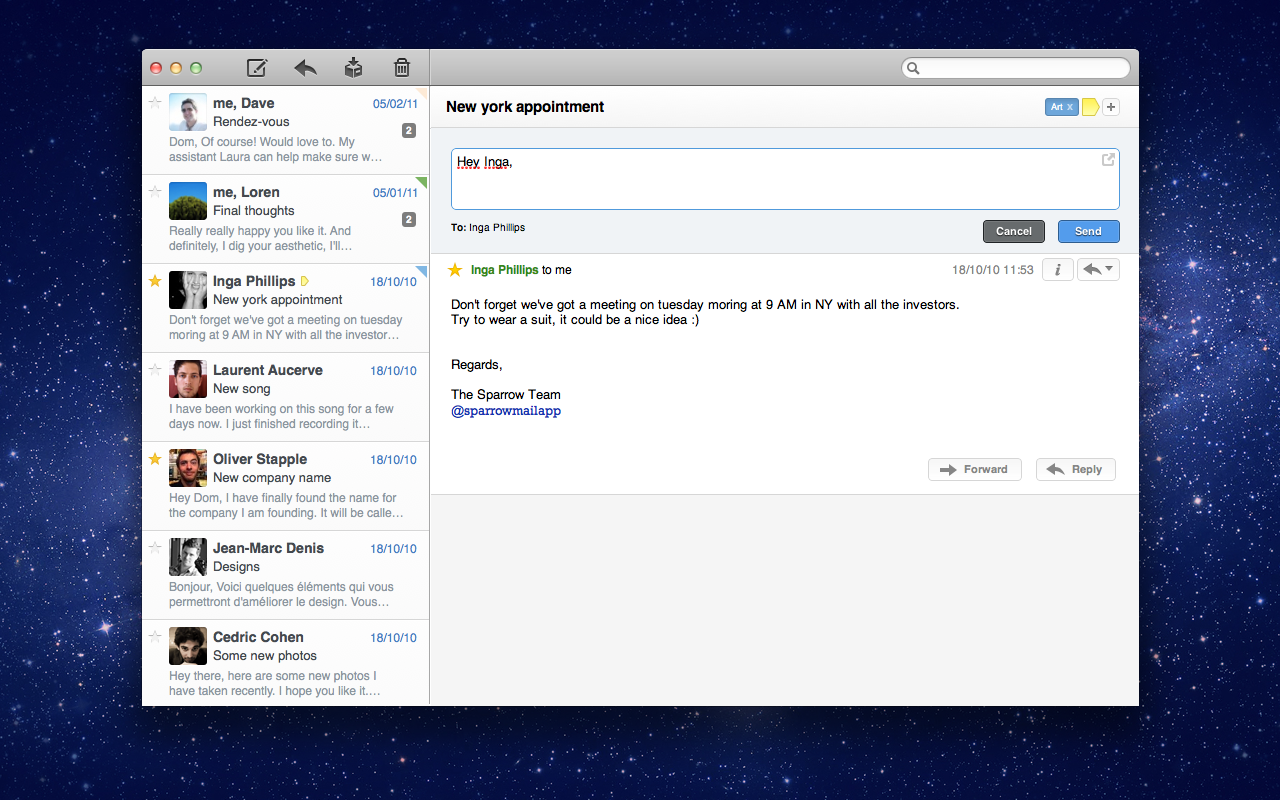 me, Dave 05/02/11
Rendez-vous
2
Dom, Of course! Would love to. My
assistant Laura can help make sure w…
me, Loren 05/01/11
Final thoughts
2
Really really happy you like it. And
definitely, I dig your aesthetic, I'll…
Inga Phillips 18/10/10
New york appointment
Don't forget we've got a meeting on tuesday
moring at 9 AM in NY with all the investor…
Laurent Aucerve 18/10/10
New song
I have been working on this song for a few
days now. I just finished recording it…
Oliver Stapple 18/10/10
New company name
Hey Dom, I have finally found the name for
the company I am founding. It will be calle…
Jean-Marc Denis 18/10/10
Designs
Bonjour, Voici quelques éléments qui vous
permettront d'améliorer le design. Vous…
Cedric Cohen 18/10/10
Some new photos
Hey there, here are some new photos I
have taken recently. I hope you like it.…
New york appointment Art x +
Hey Inga,
To: Inga Phillips Cancel Send
Inga Phillips to me 18/10/10 11:53 i
Don't forget we've got a meeting on tuesday moring at 9 AM in NY with all the investors.
Try to wear a suit, it could be a nice idea :)
Regards,
The Sparrow Team
@sparrowmailapp
Forward Reply